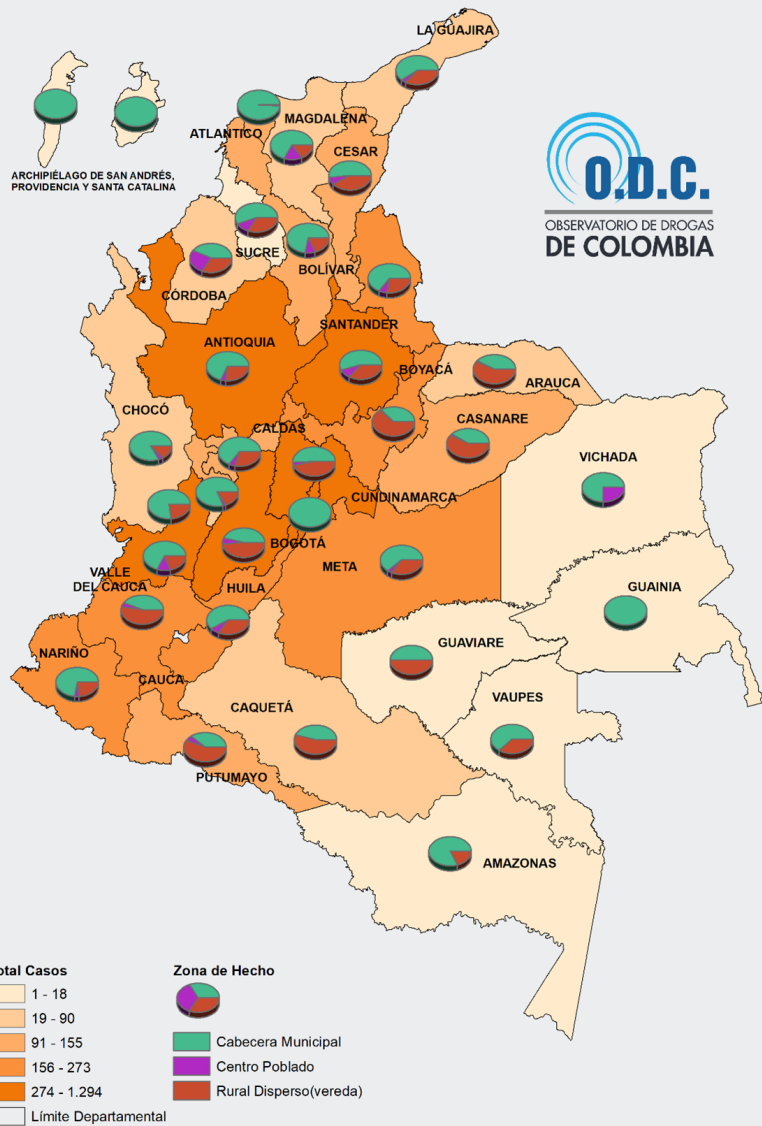 LA GUAJIRA
MAGDALENA
ATLANTICO
CESAR
ARCHIPIÉLAGO DE SAN ANDRÉS,
PROVIDENCIA Y SANTA CATALINA
O.D.C.
OBSERVATORIO DE DROGAS
DE COLOMBIA
SUCRE
BOLÍVAR
CÓRDOBA
SANTANDER
ANTIOQUIA
BOYACÁ
ARAUCA
CHOCÓ
CALDAS
CASANARE
VICHADA
CUNDINAMARCA
BOGOTÁ
META
VALLE
DEL CAUCA
HUILA
GUAINIA
GUAVIARE
NARIÑO
CAUCA
CAQUETÁ
VAUPES
PUTUMAYO
AMAZONAS
otal Casos
1 - 18
19 - 90
91 - 155
156 - 273
274 - 1.294
Límite Departamental
Zona de Hecho
Cabecera Municipal
Centro Poblado
Rural Disperso(vereda)